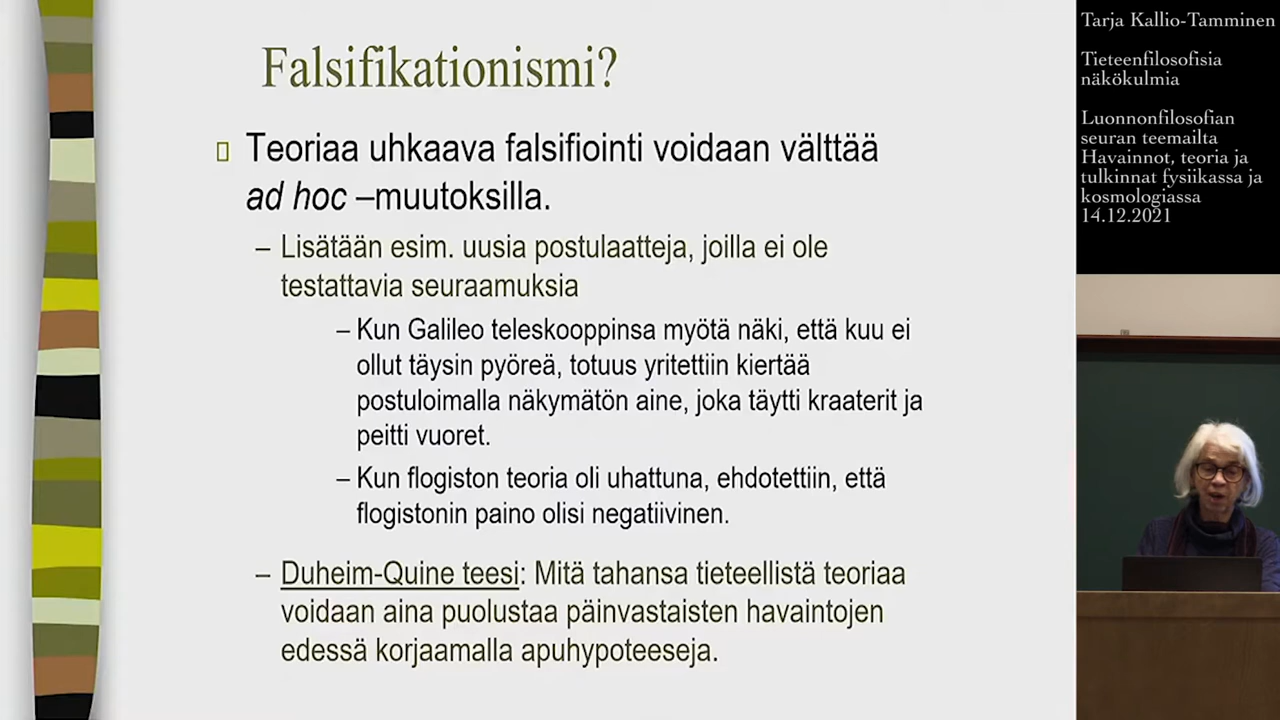 Falsifikationismi?
Teoriaa uhkaava falsifiointi voidaan välttää
ad hoc –muutoksilla.
– Lisätään esim. uusia postulaatteja, joilla ei ole
testattavia seuraamuksia
– Kun Galileo teleskooppinsa myötä näki, että kuu ei
ollut täysin pyöreä, totuus yritettiin kiertää
postuloimalla näkymätön aine, joka täytti kraaterit ja
peitti vuoret.
– Kun flogiston teoria oli uhattuna, ehdotettiin, että
flogistonin paino olisi negatiivinen.
– Duheim-Quine teesi: Mitä tahansa tieteellistä teoriaa
voidaan aina puolustaa päinvastaisten havaintojen
edessä korjaamalla apuhypoteeseja.
Tarja Kallio-Tamminen
Tieteenfilosofisia
näkökulmia
Luonnonfilosofian
seuran teemailta
Havainnot, teoria ja
tulkinnat fysiikassa ja
kosmologiassa
14.12.2021